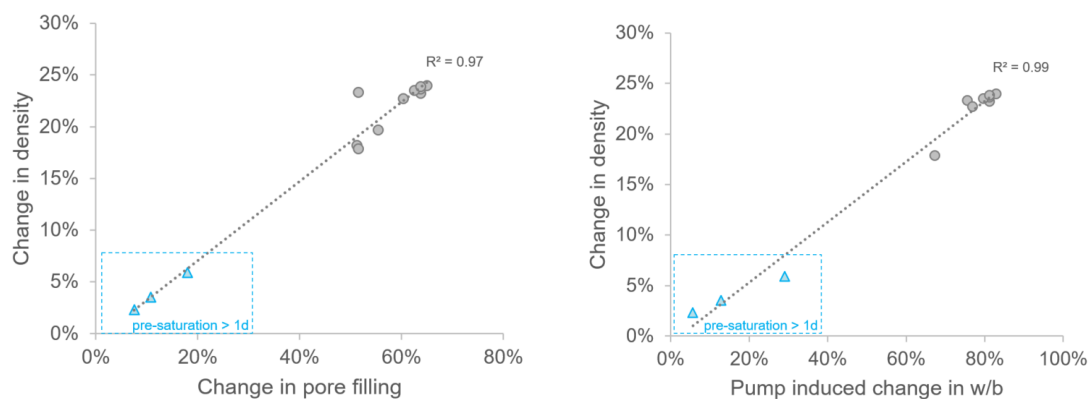 30%
25%
20%
15%
10%
5%
0%
Change in density
R² = 0.97
pre-saturation > 1d
0% 20% 40% 60% 80%
Change in pore filling
30%
25%
20%
15%
10%
5%
0%
Change in density
R² = 0.99
pre-saturation > 1d
0% 20% 40% 60% 80% 100%
Pump induced change in w/b